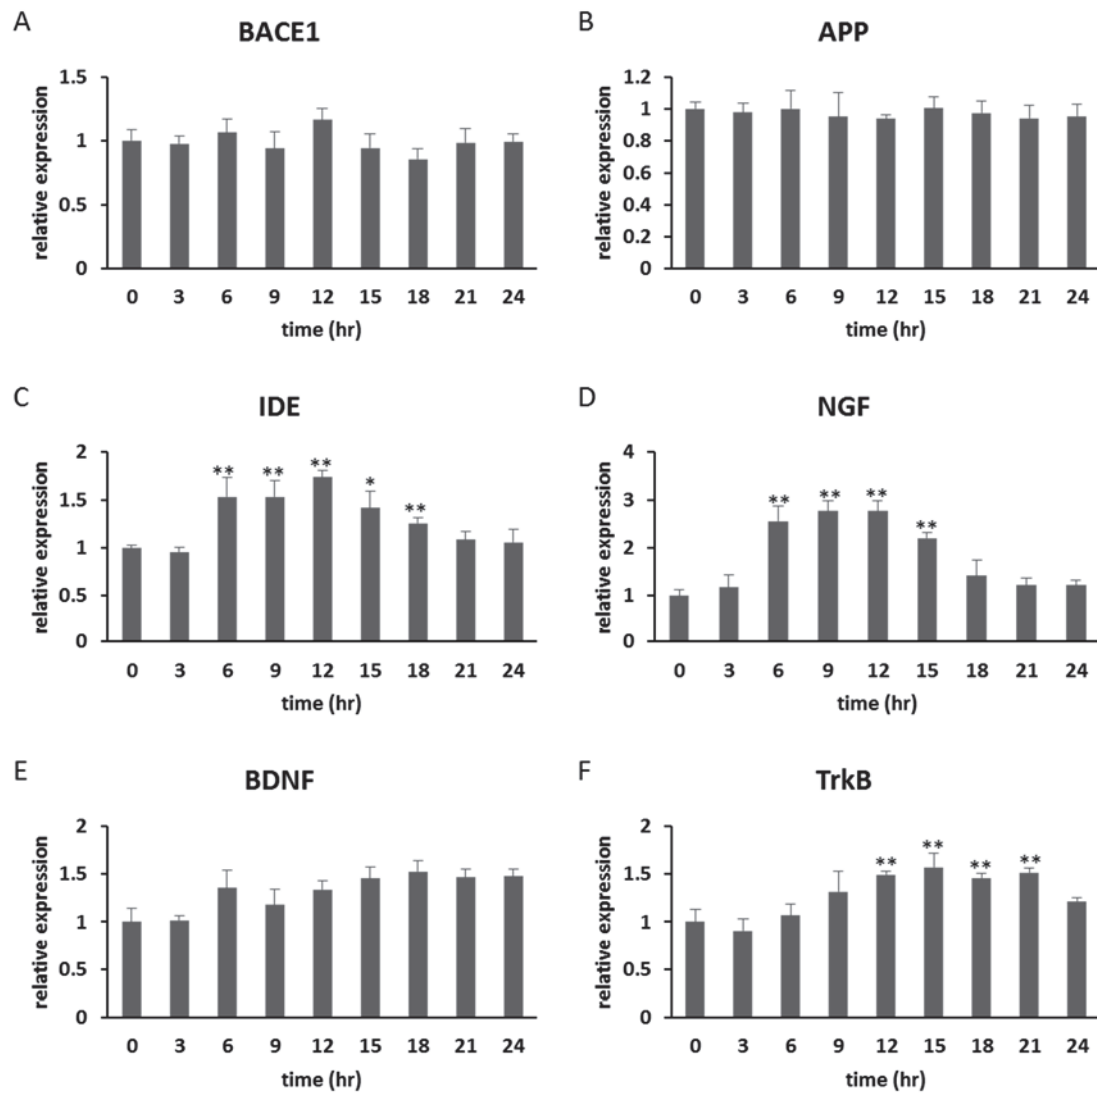 A
BACE1
1.5
1
0.5
0
relative expression
0 3 6 9 12 15 18 21 24
time (hr)
B
APP
1.2
1
0.8
0.6
0.4
0.2
0
relative expression
0 3 6 9 12 15 18 21 24
time (hr)
C
IDE
2
1.5
1
0.5
0
relative expression
** ** ** * **
0 3 6 9 12 15 18 21 24
time (hr)
D
NGF
4
3
2
1
0
relative expression
** ** ** **
0 3 6 9 12 15 18 21 24
time (hr)
E
BDNF
2
1.5
1
0.5
0
relative expression
0 3 6 9 12 15 18 21 24
time (hr)
F
TrkB
2
1.5
1
0.5
0
relative expression
** ** ** **
0 3 6 9 12 15 18 21 24
time (hr)